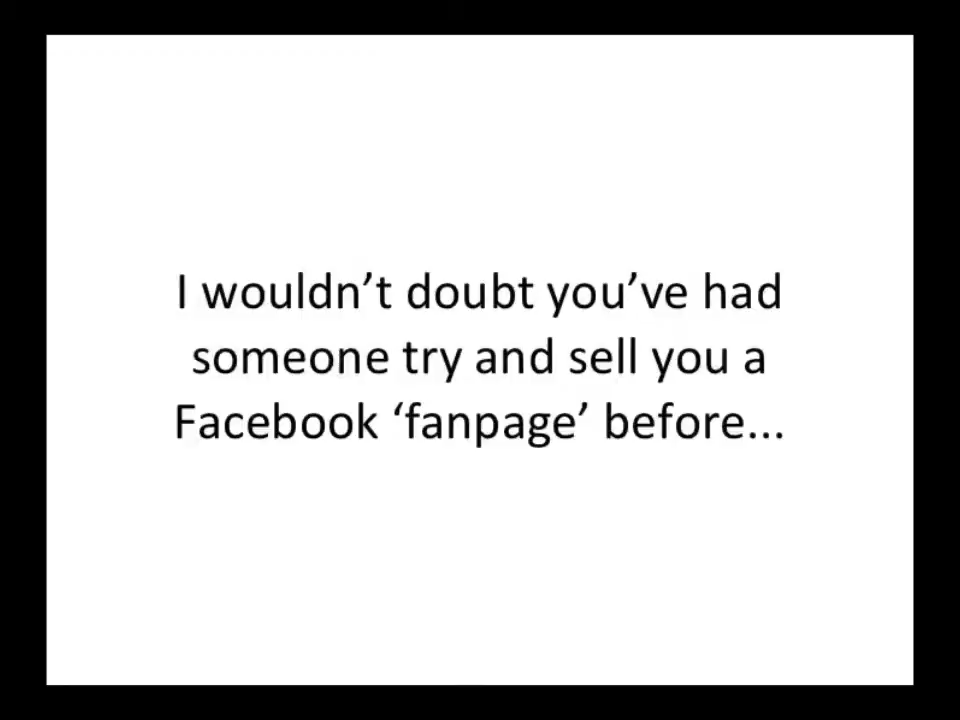 I wouldn’t doubt you’ve had
someone try and sell you a
Facebook ‘fanpage’ before...